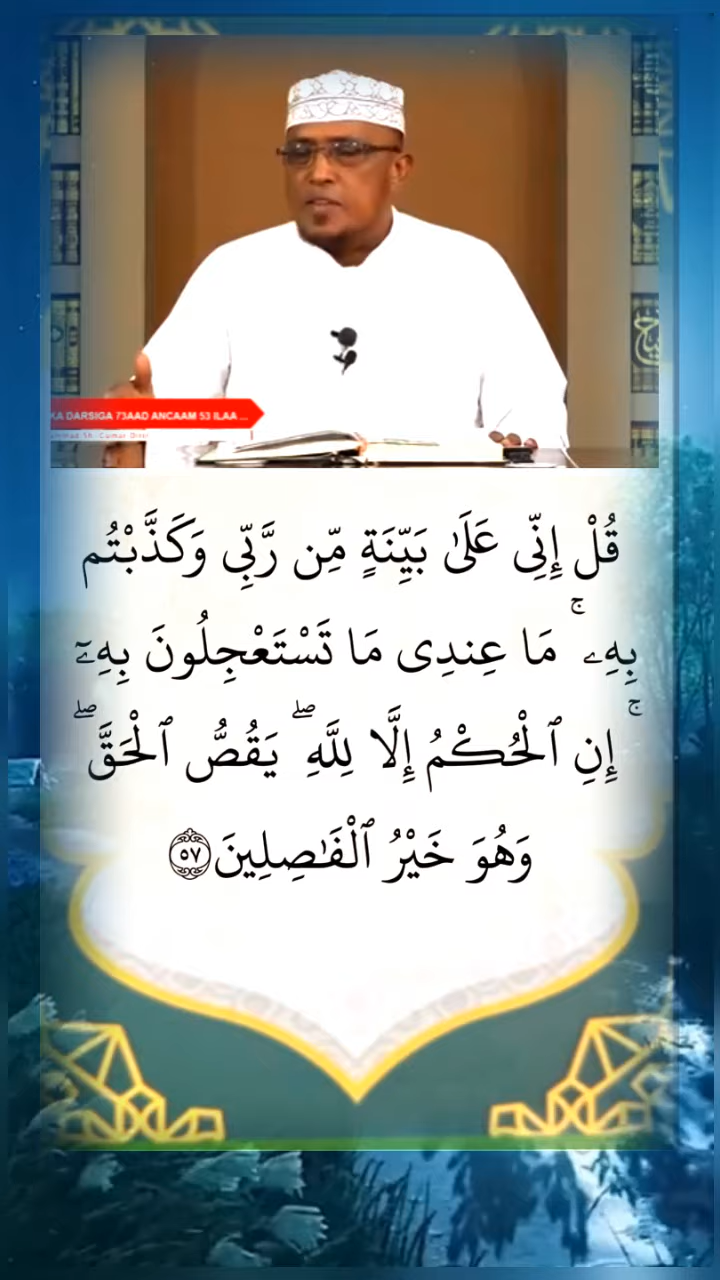 KA DARSIGA 73AAD ANCAAM 53 ILAA ...
قُلْ إِنِّى عَلَىٰ بَيِّنَةٍ مِّن رَّبِّى وَكَذَّبْتُم
بِهِۦ ۚ مَا عِندِى مَا تَسْتَعْجِلُونَ بِهِۦٓ
ۚ إِنِ ٱلْحُكْمُ إِلَّا لِلَّهِ ۖ يَقُصُّ ٱلْحَقَّ ۖ
وَهُوَ خَيْرُ ٱلْفَـٰصِلِينَ ٥٧